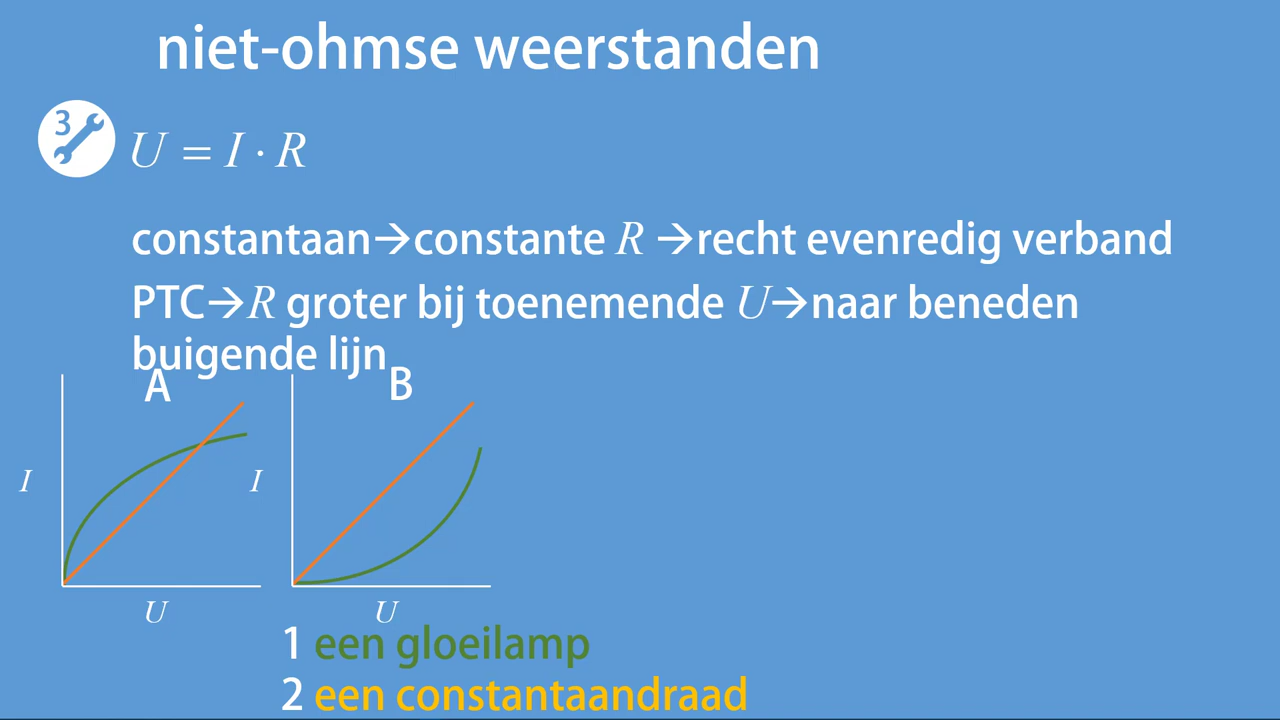 niet-ohmse weerstanden
3
U = I · R
constantaan→constante R →recht evenredig verband
PTC→R groter bij toenemende U→naar beneden
buigende lijn
A
B
I
I
U
U
1 een gloeilamp
2 een constantaandraad